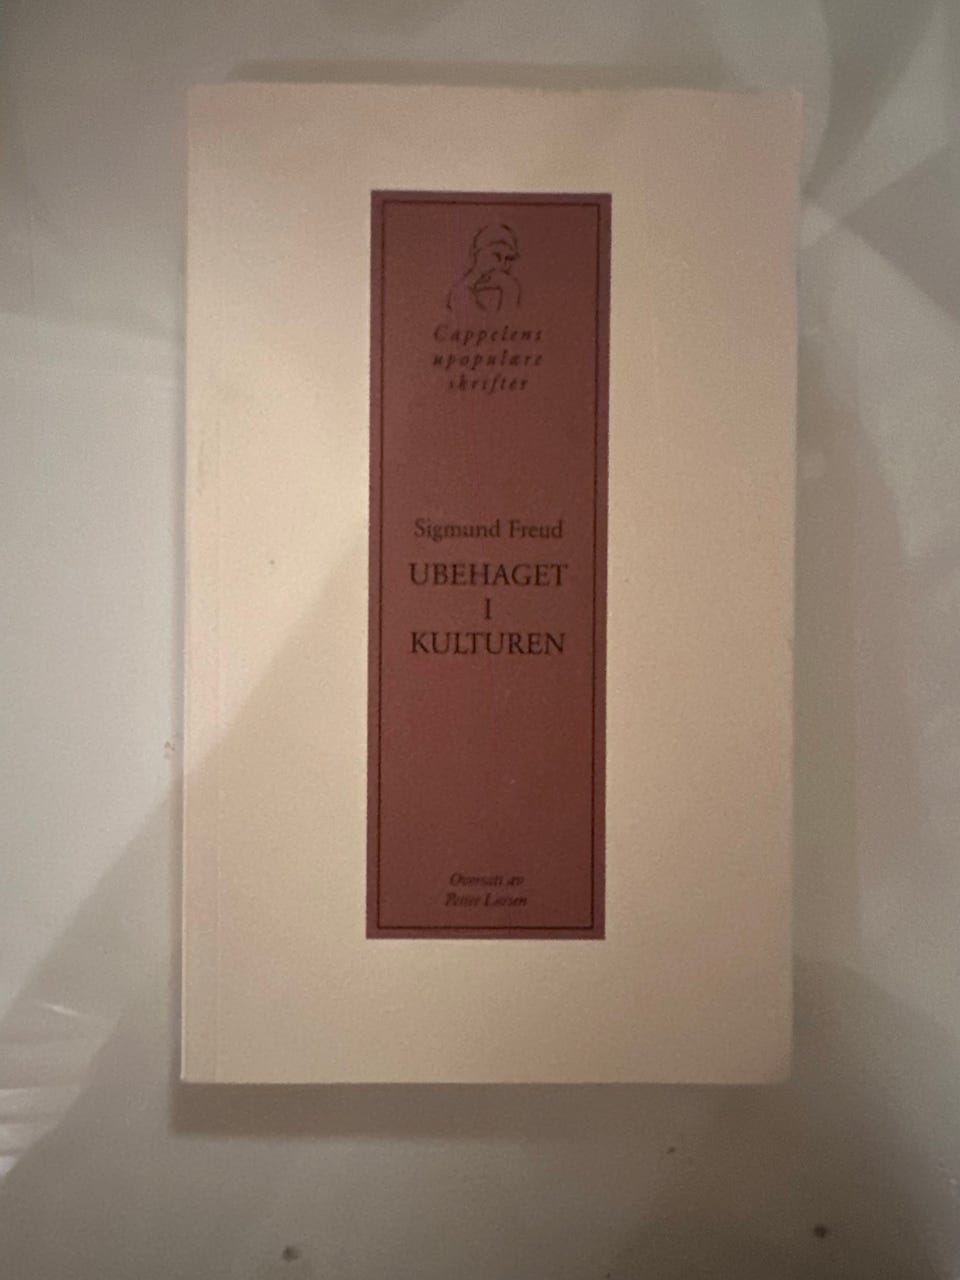 Cappelens
upopulære
skrifter
Sigmund Freud
UBEHAGET
I
KULTUREN
Oversatt av
Petter Larsen